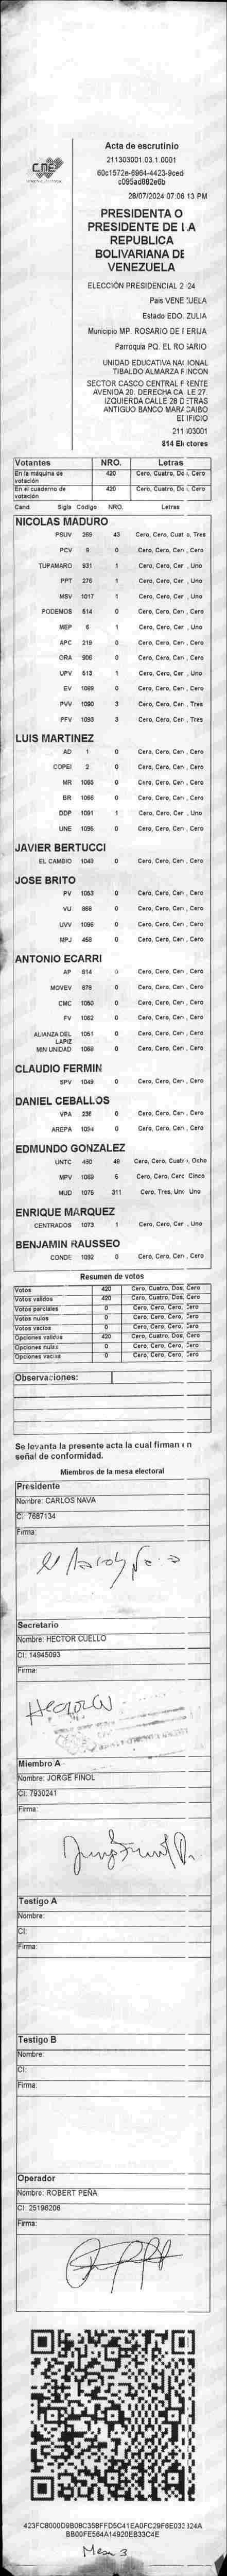 CNE
Acta de escrutinio
211303001.03.1.0001
60c1572e-6964-4423-9ced
c095ad882e6b
28/07/2024 07:06 13 PM
PRESIDENTA O
PRESIDENTE DE LA
REPUBLICA
BOLIVARIANA DE
VENEZUELA
ELECCIÓN PRESIDENCIAL 2 24
País VENE UELA
Estado EDO. ZULIA
Municipio MP. ROSARIO DE PERIJA
Parroquia PQ. EL ROSARIO
UNIDAD EDUCATIVA NACIONAL
TIBALDO ALMARZA RINCON
SECTOR CASCO CENTRAL FRENTE
AVENIDA 20. DERECHA CALLE 27.
IZQUIERDA CALLE 28 DETRAS
ANTIGUO BANCO MARACAIBO
EDIFICIO
211303001
814 Electores
Votantes NRO. Letras
En la máquina de votación 420 Cero, Cuatro, Dos, Cero
En el cuaderno de votación 420 Cero, Cuatro, Dos, Cero
Cand Sigla Código NRO. Letras
NICOLAS MADURO
PSUV 269 43 Cero, Cero, Cuatro, Tres
PCV 9 0 Cero, Cero, Cero, Cero
TUPAMARO 931 1 Cero, Cero, Cero, Uno
PPT 276 1 Cero, Cero, Cero, Uno
MSV 1017 1 Cero, Cero, Cero, Uno
PODEMOS 514 0 Cero, Cero, Cero, Cero
MEP 6 1 Cero, Cero, Cero, Uno
APC 219 0 Cero, Cero, Cero, Cero
ORA 906 0 Cero, Cero, Cero, Cero
UPV 513 1 Cero, Cero, Cero, Uno
EV 1089 0 Cero, Cero, Cero, Cero
PVV 1090 3 Cero, Cero, Cero, Tres
PFV 1093 3 Cero, Cero, Cero, Tres
LUIS MARTINEZ
AD 1 0 Cero, Cero, Cero, Cero
COPEI 2 0 Cero, Cero, Cero, Cero
MR 1065 0 Cero, Cero, Cero, Cero
BR 1066 0 Cero, Cero, Cero, Cero
DDP 1091 1 Cero, Cero, Cero, Uno
UNE 1095 0 Cero, Cero, Cero, Cero
JAVIER BERTUCCI
EL CAMBIO 1048 0 Cero, Cero, Cero, Cero
JOSE BRITO
PV 1053 0 Cero, Cero, Cero, Cero
VU 868 0 Cero, Cero, Cero, Cero
UVV 1096 0 Cero, Cero, Cero, Cero
MPJ 458 0 Cero, Cero, Cero, Cero
ANTONIO ECARRI
AP 814 0 Cero, Cero, Cero, Cero
MOVEV 878 0 Cero, Cero, Cero, Cero
CMC 1050 0 Cero, Cero, Cero, Cero
FV 1062 0 Cero, Cero, Cero, Cero
ALIANZA DEL LAPIZ 1051 0 Cero, Cero, Cero, Cero
MIN UNIDAD 1068 0 Cero, Cero, Cero, Cero
CLAUDIO FERMIN
SPV 1049 0 Cero, Cero, Cero, Cero
DANIEL CEBALLOS
VPA 236 0 Cero, Cero, Cero, Cero
AREPA 1094 0 Cero, Cero, Cero, Cero
EDMUNDO GONZALEZ
UNTC 480 48 Cero, Cero, Cuatro, Ocho
MPV 1069 5 Cero, Cero, Cero Cinco
MUD 1075 311 Cero, Tres, Uno Uno
ENRIQUE MARQUEZ
CENTRADOS 1073 1 Cero, Cero, Cero, Uno
BENJAMIN RAUSSEO
CONDE 1092 0 Cero, Cero, Cero, Cero
Resumen de votos
Votos 420 Cero, Cuatro, Dos, Cero
Votos validos 420 Cero, Cuatro, Dos, Cero
Votos parciales 0 Cero, Cero, Cero, Cero
Votos nulos 0 Cero, Cero, Cero, Cero
Votos vacios 0 Cero, Cero, Cero, Cero
Opciones validas 420 Cero, Cuatro, Dos, Cero
Opciones nulas 0 Cero, Cero, Cero, Cero
Opciones vacias 0 Cero, Cero, Cero, Cero
Observaciones:
Se levanta la presente acta la cual firman en
señal de conformidad.
Miembros de la mesa electoral
Presidente
Nombre: CARLOS NAVA
CI: 7687134
Firma:
Secretario
Nombre: HECTOR CUELLO
CI: 14945093
Firma:
Miembro A
Nombre: JORGE FINOL
CI: 7930241
Firma:
Testigo A
Nombre:
CI:
Firma:
Testigo B
Nombre:
CI:
Firma:
Operador
Nombre: ROBERT PEÑA
CI: 25196206
Firma:
423FC8000D9B08C358FFD5C41EA0FC29F6E033124A
BB00FE564A14920EB33C4E
Mesa 3